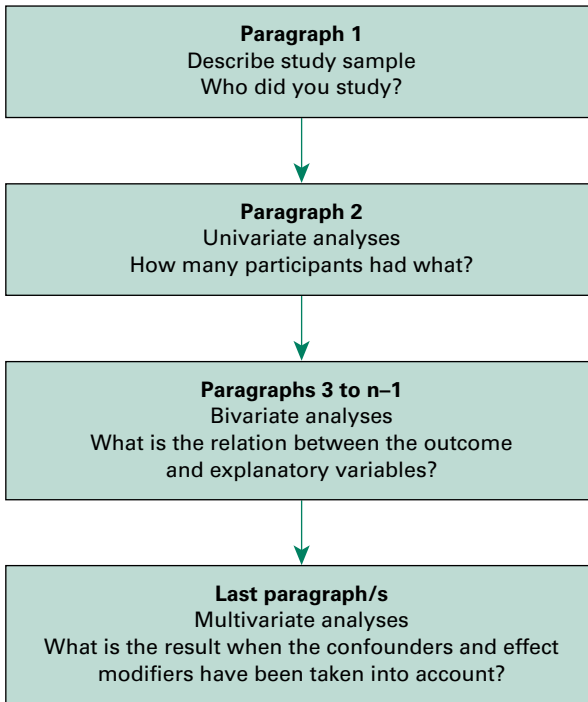 Paragraph 1
Describe study sample
Who did you study?
Paragraph 2
Univariate analyses
How many participants had what?
Paragraphs 3 to n–1
Bivariate analyses
What is the relation between the outcome
and explanatory variables?
Last paragraph/s
Multivariate analyses
What is the result when the confounders and effect
modifiers have been taken into account?